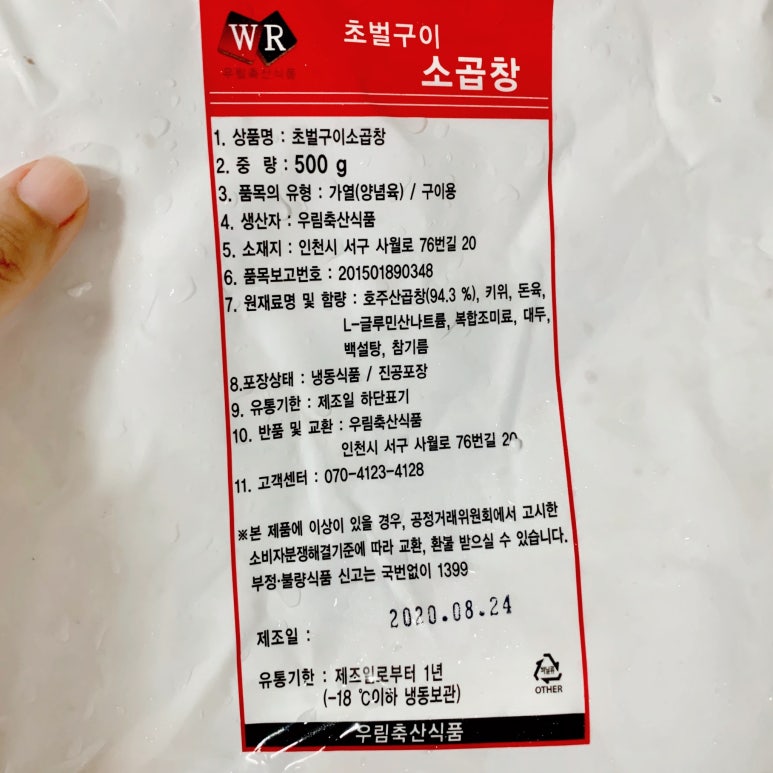 WR
우림축산식품
초벌구이
소곱창
1. 상품명 : 초벌구이소곱창
2. 중 량 : 500 g
3. 품목의 유형 : 가열(양념육) / 구이용
4. 생산자 : 우림축산식품
5. 소재지 : 인천시 서구 사월로 76번길 20
6. 품목보고번호 : 201501890348
7. 원재료명 및 함량 : 호주산곱창(94.3 %), 키위, 돈육,
L-글루민산나트륨, 복합조미료, 대두,
백설탕, 참기름
8.포장상태 : 냉동식품 / 진공포장
9. 유통기한 : 제조일 하단표기
10. 반품 및 교환 : 우림축산식품
인천시 서구 사월로 76번길 20
11. 고객센터 : 070-4123-4128
※본 제품에 이상이 있을 경우, 공정거래위원회에서 고시한
소비자분쟁해결기준에 따라 교환, 환불 받으실 수 있습니다.
부정·불량식품 신고는 국번없이 1399
2020.08.24
제조일 :
유통기한 : 제조일로부터 1년
(-18 ℃이하 냉동보관)
OTHER
우림축산식품